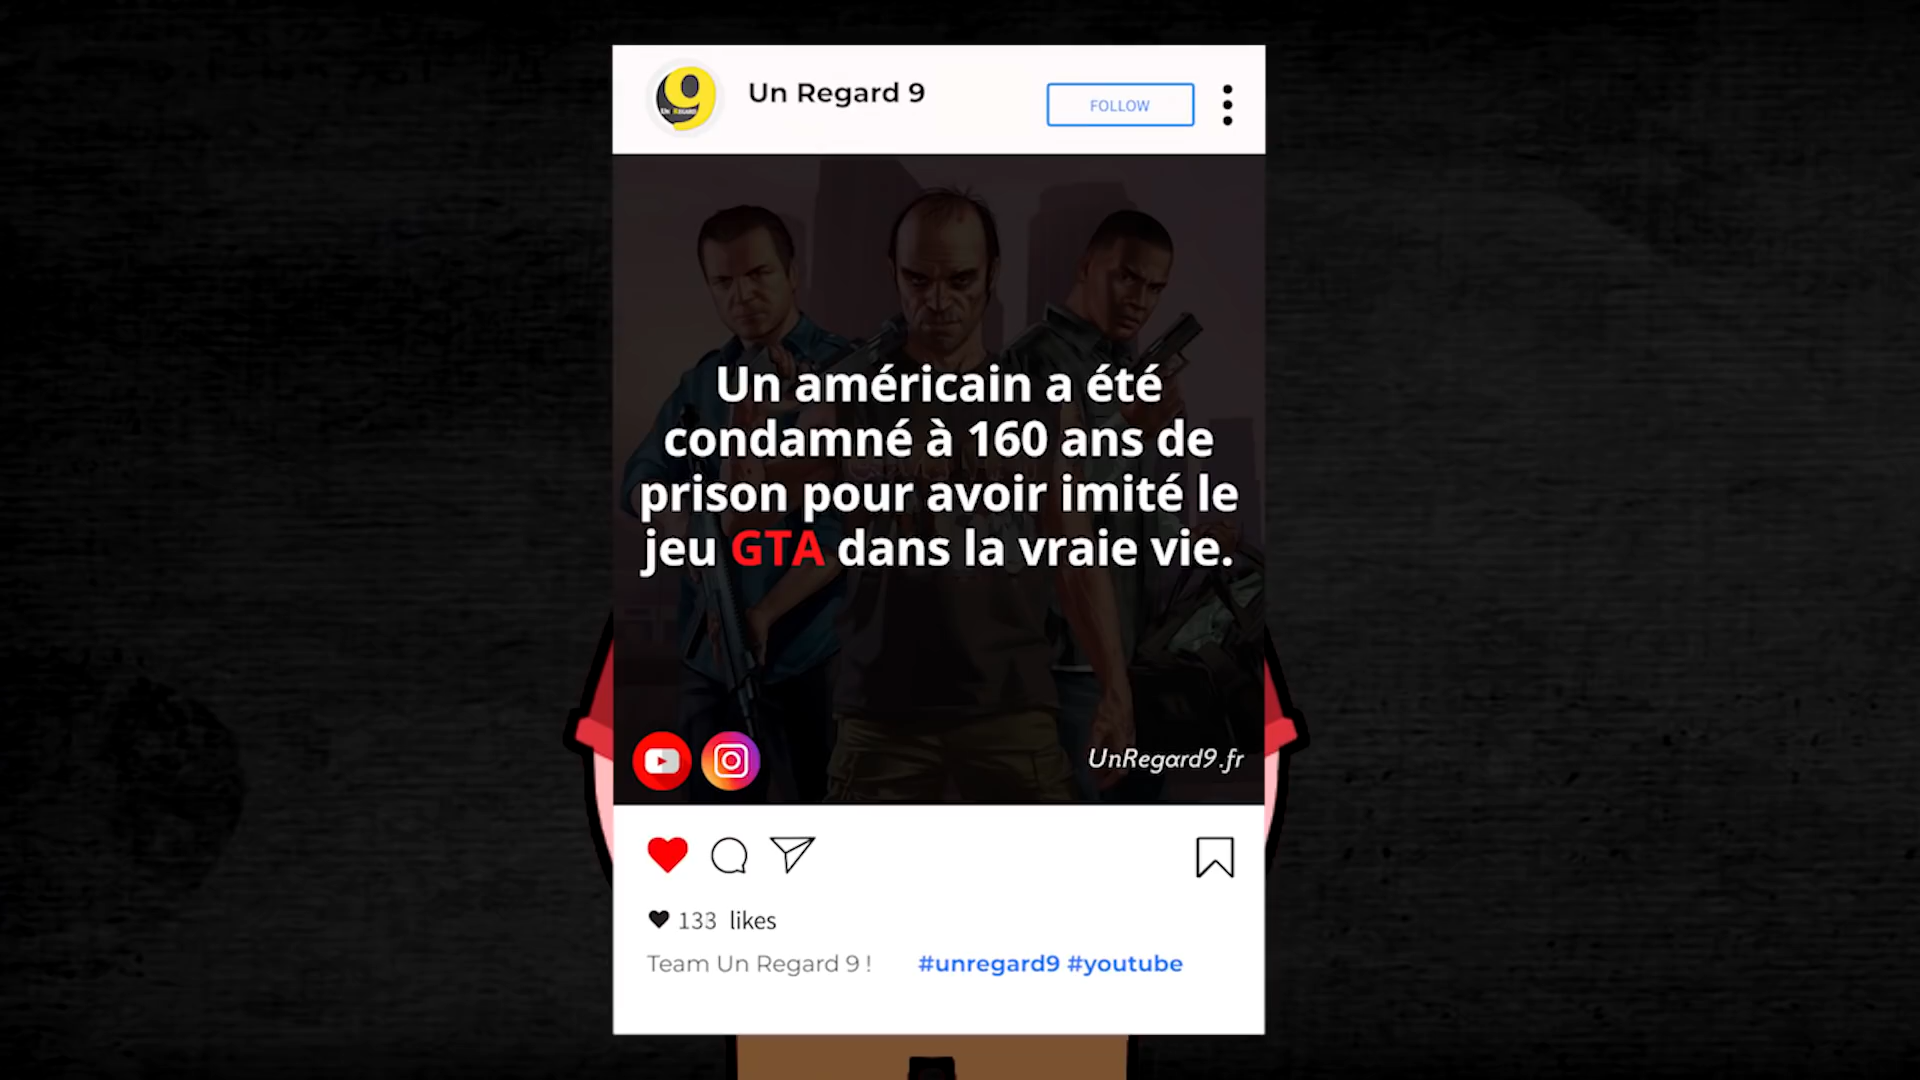 Un Regard 9
FOLLOW
Un américain a été
condamné à 160 ans de
prison pour avoir imité le
jeu GTA dans la vraie vie.
UnRegard9.fr
133 likes
Team Un Regard 9 ! #unregard9 #youtube